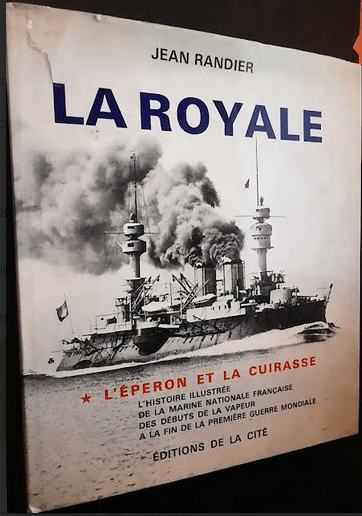 JEAN RANDIER
LA ROYALE
★ L'ÉPERON ET LA CUIRASSE
L'HISTOIRE ILLUSTRÉE
DE LA MARINE NATIONALE FRANÇAISE
DES DÉBUTS DE LA VAPEUR
A LA FIN DE LA PREMIÈRE GUERRE MONDIALE
ÉDITIONS DE LA CITÉ